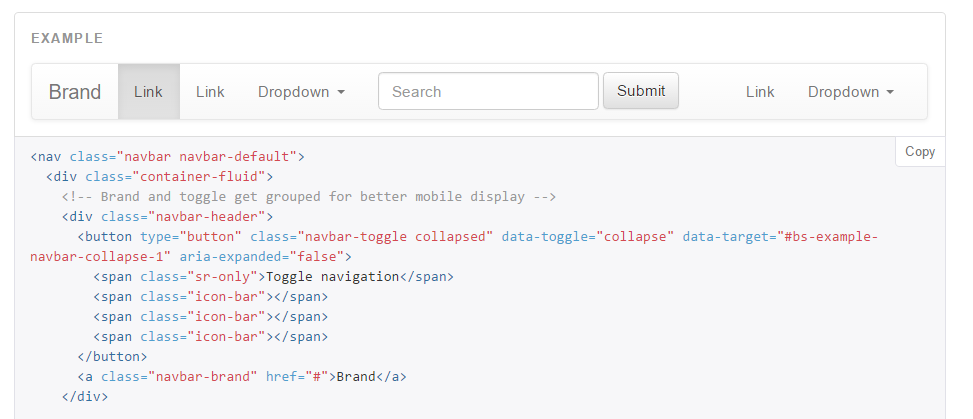 EXAMPLE
Brand Link Link Dropdown Search Submit Link Dropdown
Copy
<nav class="navbar navbar-default">
  <div class="container-fluid">
    <!-- Brand and toggle get grouped for better mobile display -->
    <div class="navbar-header">
      <button type="button" class="navbar-toggle collapsed" data-toggle="collapse" data-target="#bs-example-
navbar-collapse-1" aria-expanded="false">
        <span class="sr-only">Toggle navigation</span>
        <span class="icon-bar"></span>
        <span class="icon-bar"></span>
        <span class="icon-bar"></span>
      </button>
      <a class="navbar-brand" href="#">Brand</a>
    </div>